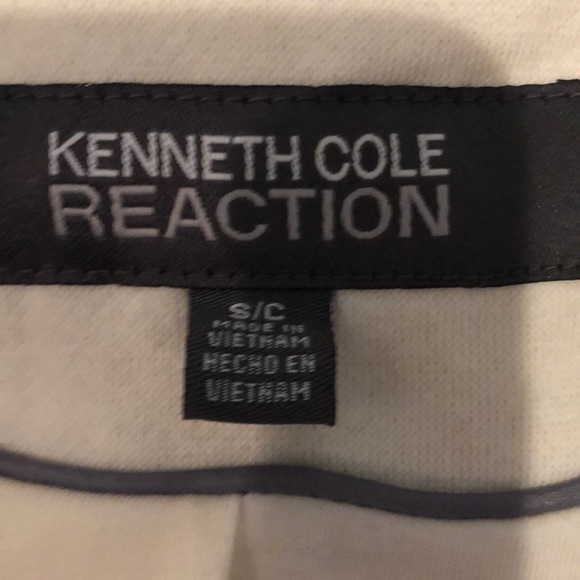 KENNETH COLE
REACTION
S/C
MADE IN
VIETNAM
HECHO EN
VIETNAM